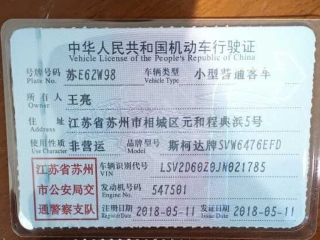 中华人民共和国机动车行驶证
Vehicle License of the People's Republic of China
号牌号码 苏E62W98 车辆类型 小型普通客车
Plate No. Vehicle Type
所有人 王亮
Owner
住址 江苏省苏州市相城区元和程典浜5号
Address
使用性质 非营运 品牌型号 斯柯达牌SVW6476EFD
Use Character Model
江苏省苏州 车辆识别代号 LSV2D60Z0JN021785
VIN
市公安局交 发动机号码 547501
Engine No.
通警察支队 注册日期 2018-05-11 发证日期 2018-05-11
Register Date Issue Date